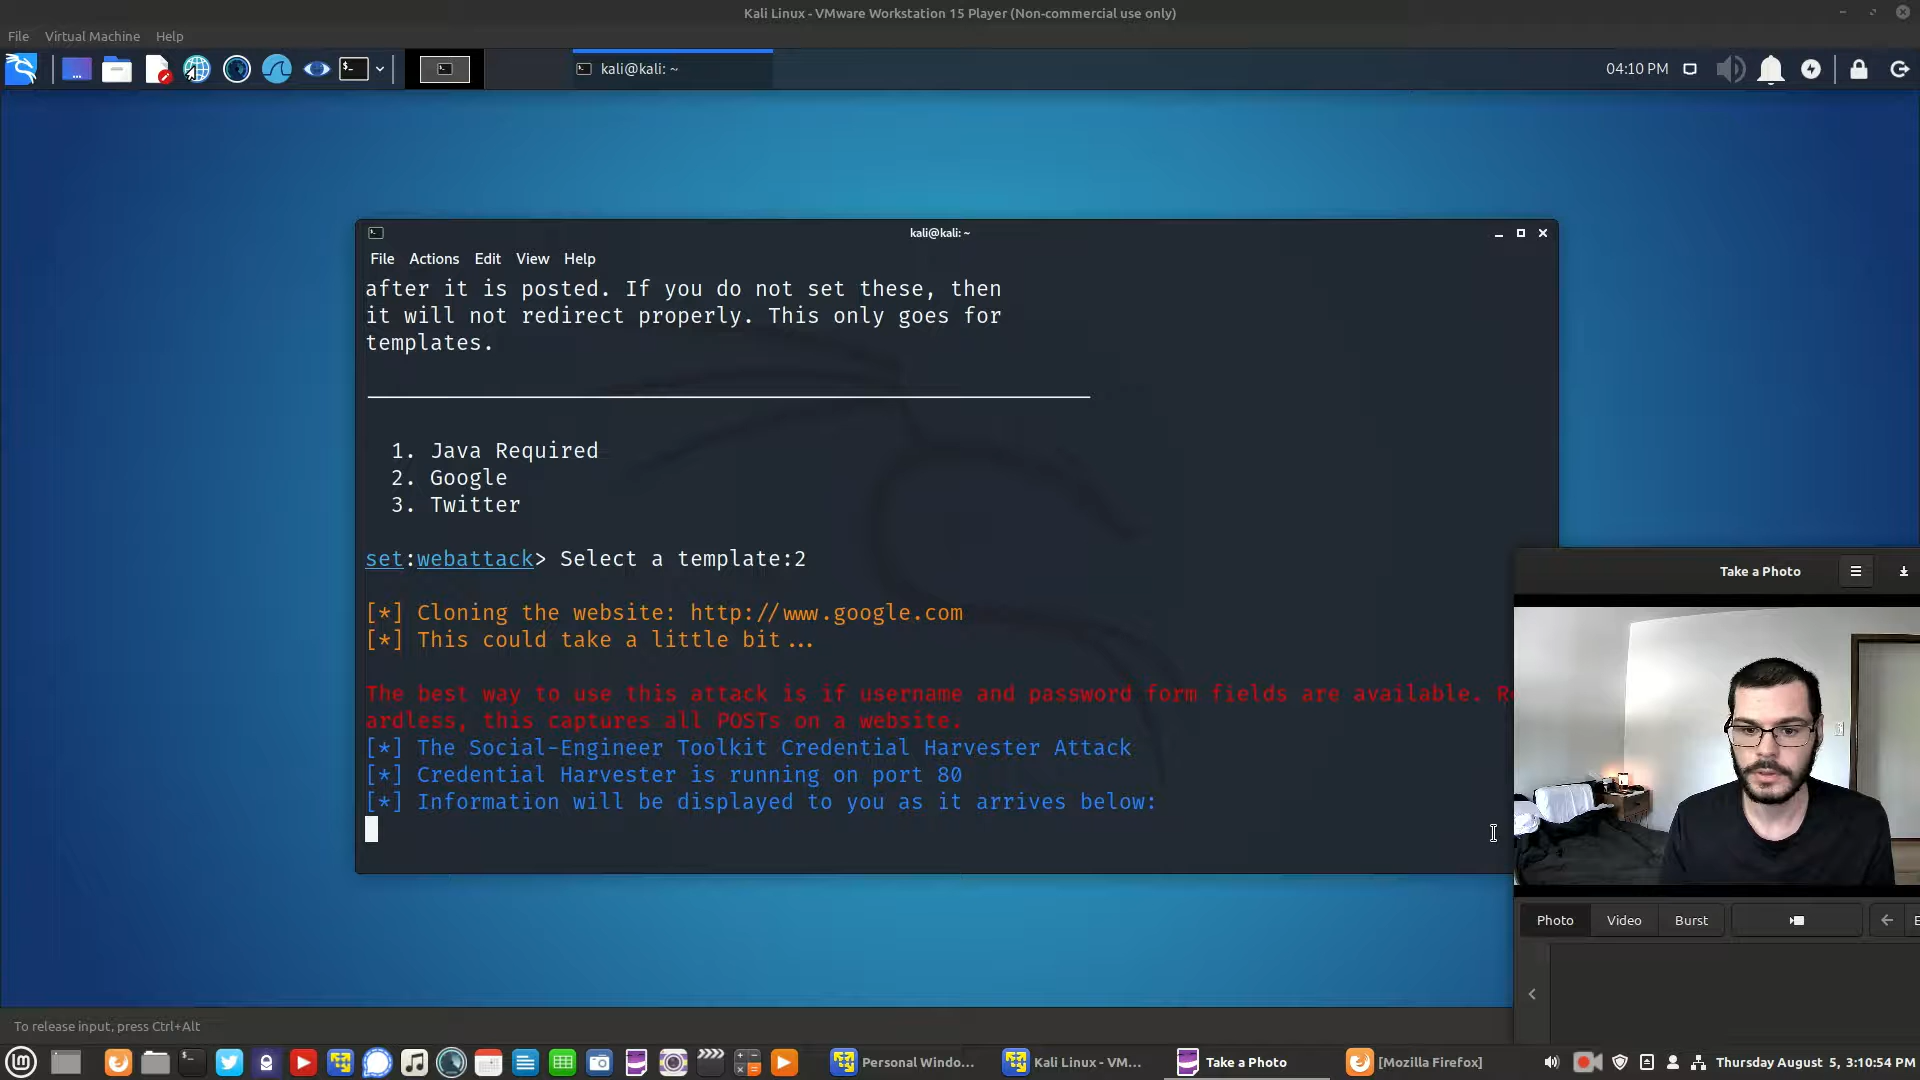 Kali Linux - VMware Workstation 15 Player (Non-commercial use only)
File Virtual Machine Help
kali@kali: ~
04:10 PM
kali@kali: ~
File Actions Edit View Help
after it is posted. If you do not set these, then
it will not redirect properly. This only goes for
templates.
1. Java Required
2. Google
3. Twitter
set:webattack> Select a template:2
[*] Cloning the website: http://www.google.com
[*] This could take a little bit...
The best way to use this attack is if username and password form fields are available. R
ardless, this captures all POSTs on a website.
[*] The Social-Engineer Toolkit Credential Harvester Attack
[*] Credential Harvester is running on port 80
[*] Information will be displayed to you as it arrives below:
Take a Photo
Photo Video Burst
To release input, press Ctrl+Alt
Personal Windo... Kali Linux - VM... Take a Photo [Mozilla Firefox] Thursday August 5, 3:10:54 PM